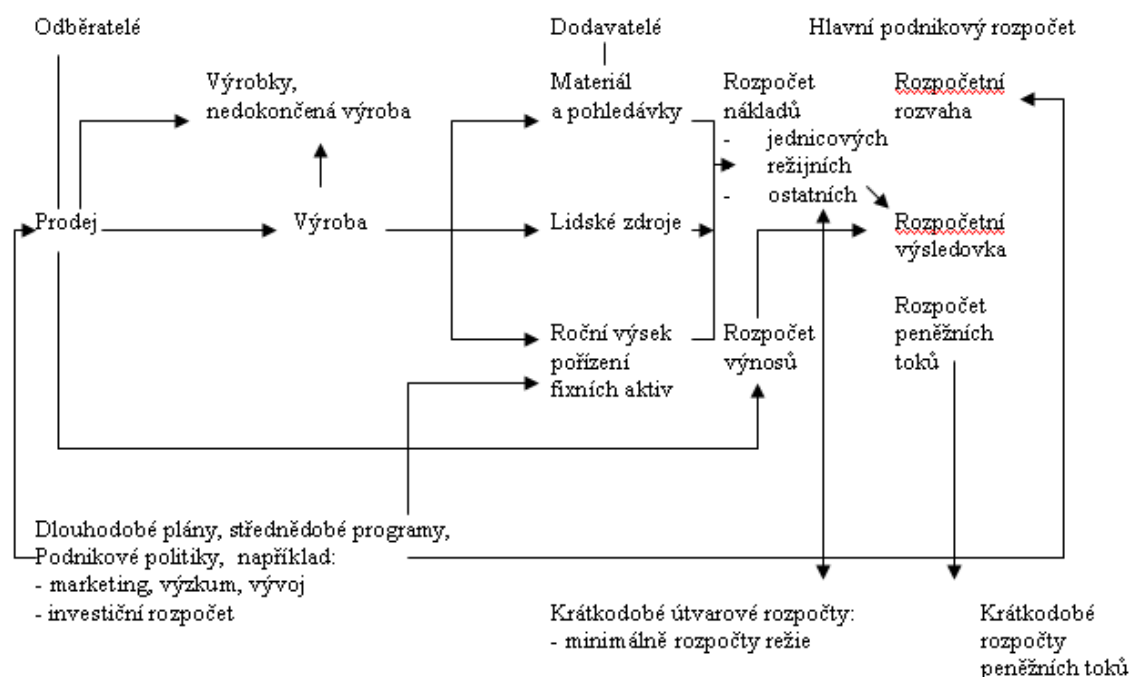 Odběratelé
Dodavatelé
Hlavní podnikový rozpočet
Výrobky,
nedokončená výroba
Materiál
a pohledávky
Rozpočet
nákladů
- jednicových
režijních
- ostatních
Rozpočetní
rozvaha
Prodej
Výroba
Lidské zdroje
Rozpočetní
výsledovka
Roční výsek
pořízení
fixních aktiv
Rozpočet
výnosů
Rozpočet
peněžních
toků
Dlouhodobé plány, střednědobé programy,
Podnikové politiky, například:
- marketing, výzkum, vývoj
- investiční rozpočet
Krátkodobé útvarové rozpočty:
- minimálně rozpočty režie
Krátkodobé
rozpočty
peněžních toků